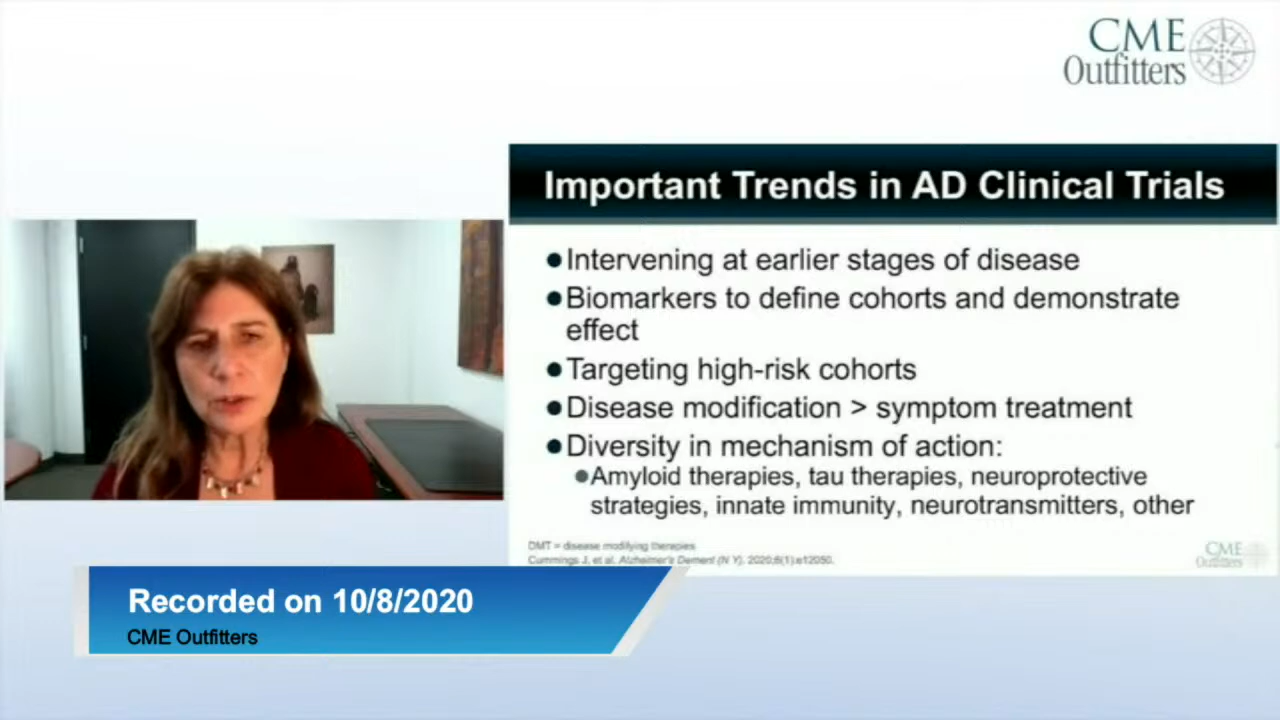 CME
Outfitters
Important Trends in AD Clinical Trials
●Intervening at earlier stages of disease
●Biomarkers to define cohorts and demonstrate
effect
●Targeting high-risk cohorts
●Disease modification > symptom treatment
●Diversity in mechanism of action:
●Amyloid therapies, tau therapies, neuroprotective
strategies, innate immunity, neurotransmitters, other
DMT = disease modifying therapies
Cummings J, et al. Alzheimer's Dement (N Y). 2020;6(1):e12050.
CME
Outfitters
Recorded on 10/8/2020
CME Outfitters